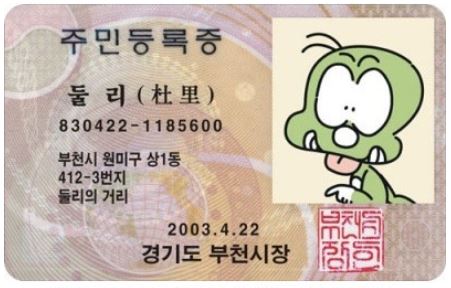 주민등록증
둘 리 (杜里)
830422-1185600
부천시 원미구 상1동
412-3번지
둘리의 거리
2003.4.22
경기도 부천시장